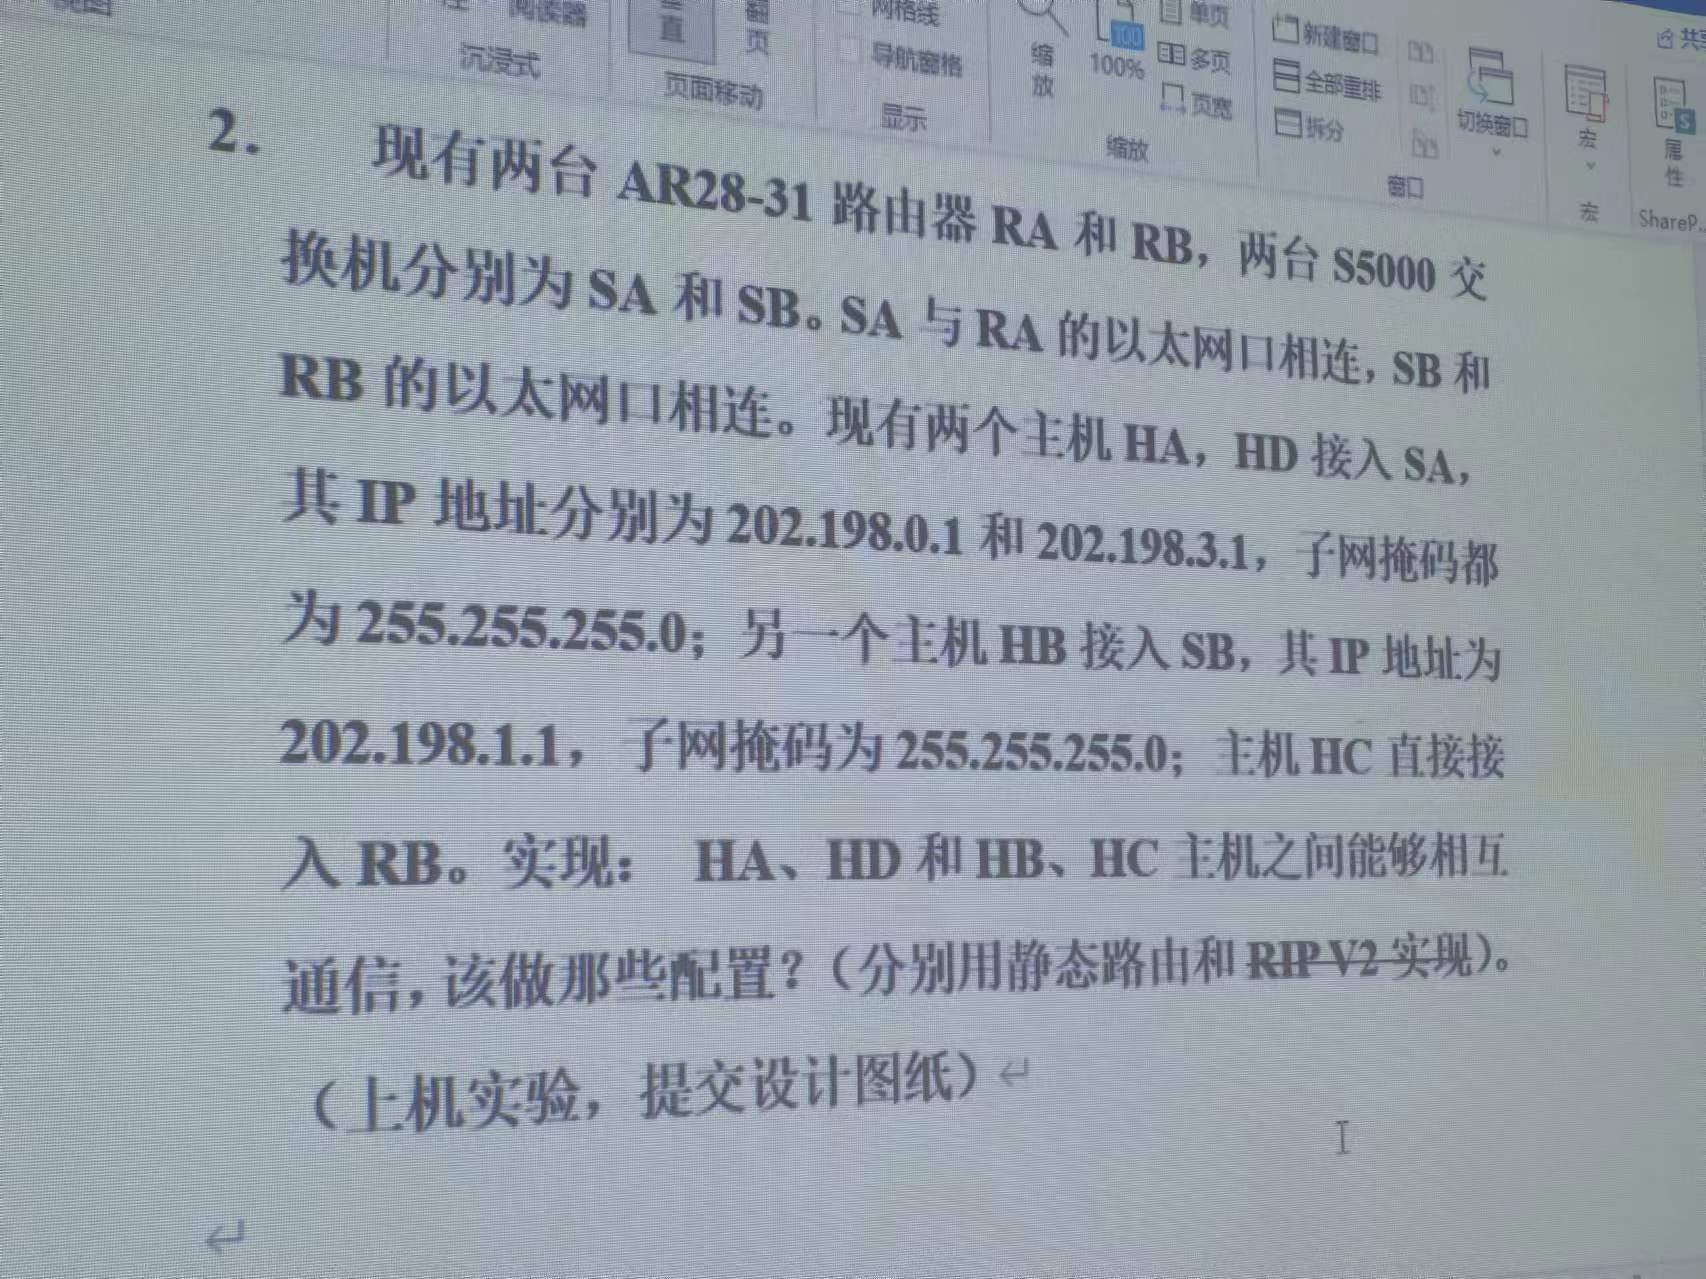 视图
阅读器
沉浸式
直
翻
页
页面移动
网格线
导航窗格
显示
缩
放
100
100%
单页
多页
页宽
缩放
新建窗口
全部重排
拆分
切换窗口
窗口
宏
宏
属
性
ShareP...
2. 现有两台 AR28-31 路由器 RA 和 RB，两台 S5000 交
换机分别为 SA 和 SB。SA 与 RA 的以太网口相连，SB 和
RB 的以太网口相连。现有两个主机 HA，HD 接入 SA，
其 IP 地址分别为 202.198.0.1 和 202.198.3.1，子网掩码都
为 255.255.255.0；另一个主机 HB 接入 SB，其 IP 地址为
202.198.1.1，子网掩码为 255.255.255.0；主机 HC 直接接
入 RB。实现： HA、HD 和 HB、HC 主机之间能够相互
通信，该做那些配置？（分别用静态路由和 RIP V2 实现）。
（上机实验，提交设计图纸）